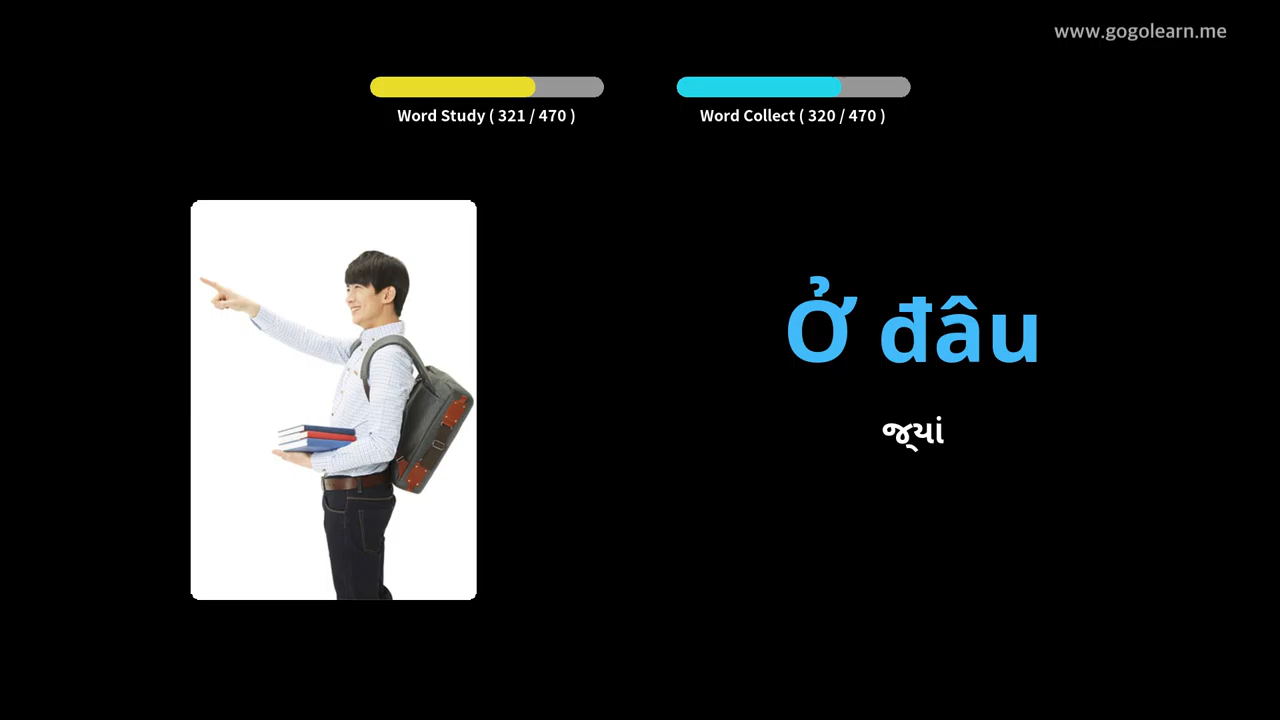 www.gogolearn.me
Word Study ( 321 / 470 )
Word Collect ( 320 / 470 )
Ở đâu
જ્યાં